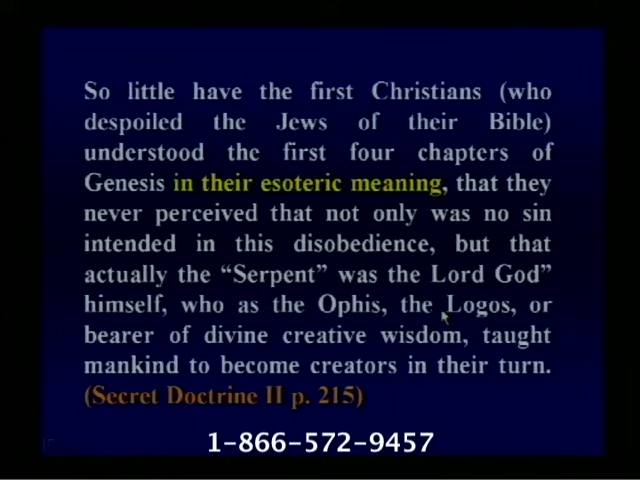 So little have the first Christians (who
despoiled the Jews of their Bible)
understood the first four chapters of
Genesis in their esoteric meaning, that they
never perceived that not only was no sin
intended in this disobedience, but that
actually the “Serpent” was the Lord God”
himself, who as the Ophis, the Logos, or
bearer of divine creative wisdom, taught
mankind to become creators in their turn.
(Secret Doctrine II p. 215)
1-866-572-9457